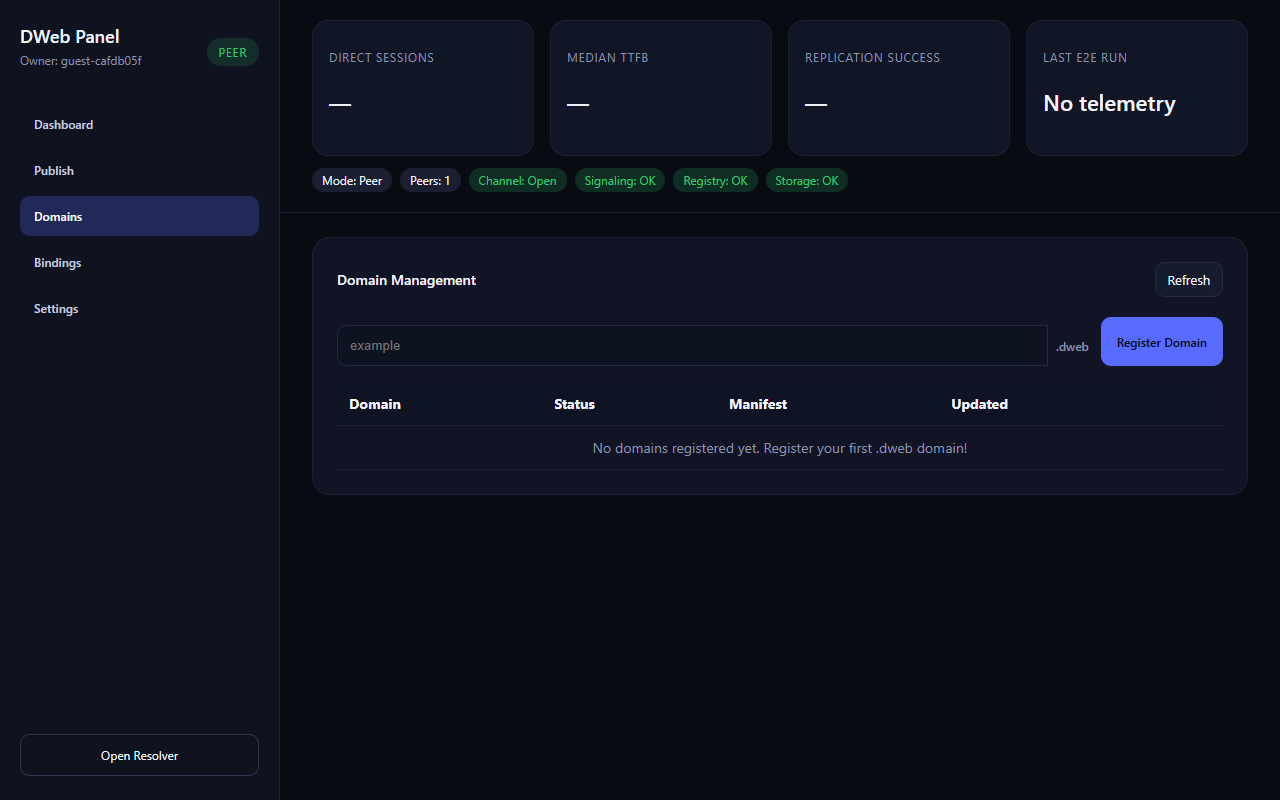 DWeb Panel
Owner: guest-cafdb05f
PEER
Dashboard
Publish
Domains
Bindings
Settings
Open Resolver
DIRECT SESSIONS
—
MEDIAN TTFB
—
REPLICATION SUCCESS
—
LAST E2E RUN
No telemetry
Mode: Peer
Peers: 1
Channel: Open
Signaling: OK
Registry: OK
Storage: OK
Domain Management
Refresh
example
.dweb
Register Domain
Domain Status Manifest Updated
No domains registered yet. Register your first .dweb domain!